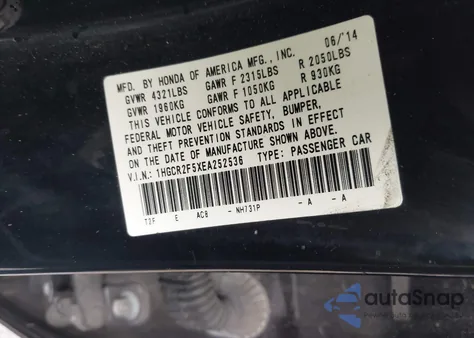 MFD. BY HONDA OF AMERICA MFG., INC. 06/'14
GVWR 4321LBS GAWR F 2315LBS R 2050LBS
GVWR 1960KG GAWR F 1050KG R 930KG
THIS VEHICLE CONFORMS TO ALL APPLICABLE
FEDERAL MOTOR VEHICLE SAFETY, BUMPER,
AND THEFT PREVENTION STANDARDS IN EFFECT
ON THE DATE OF MANUFACTURE SHOWN ABOVE.
V.I.N.: 1HGCR2F5XEA252536 TYPE: PASSENGER CAR
T2F E AC8 - NH731P - A - A
autoSnap